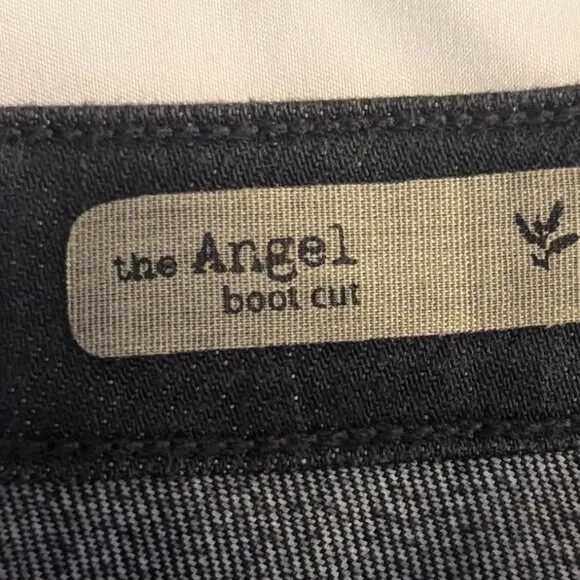 the Angel
boot cut